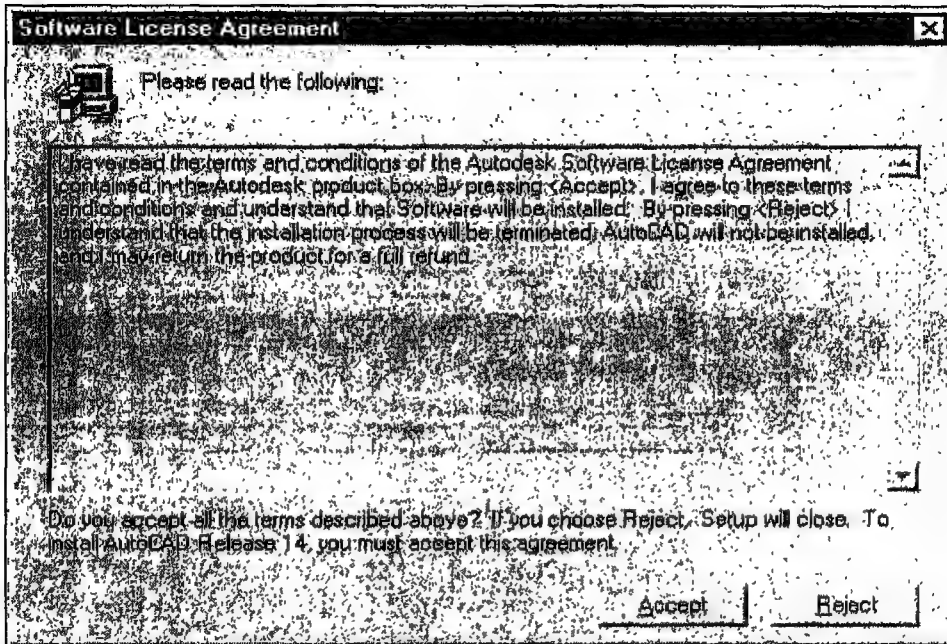 Software License Agreement
Please read the following:
I have read the terms and conditions of the Autodesk Software License Agreement
contained in the Autodesk product box. By pressing <Accept>, I agree to these terms
and conditions and understand that Software will be installed. By pressing <Reject> I
understand that the installation process will be terminated, AutoCAD will not be installed,
and I may return the product for a full refund.
Do you accept all the terms described above? If you choose Reject, Setup will close. To
install AutoCAD Release 14, you must accept this agreement.
Accept
Reject